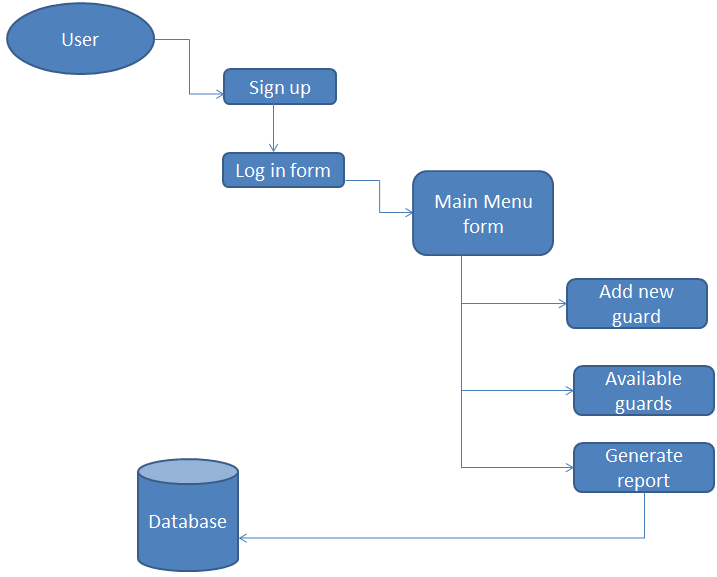 User
Sign up
Log in form
Main Menu
form
Add new
guard
Available
guards
Generate
report
Database